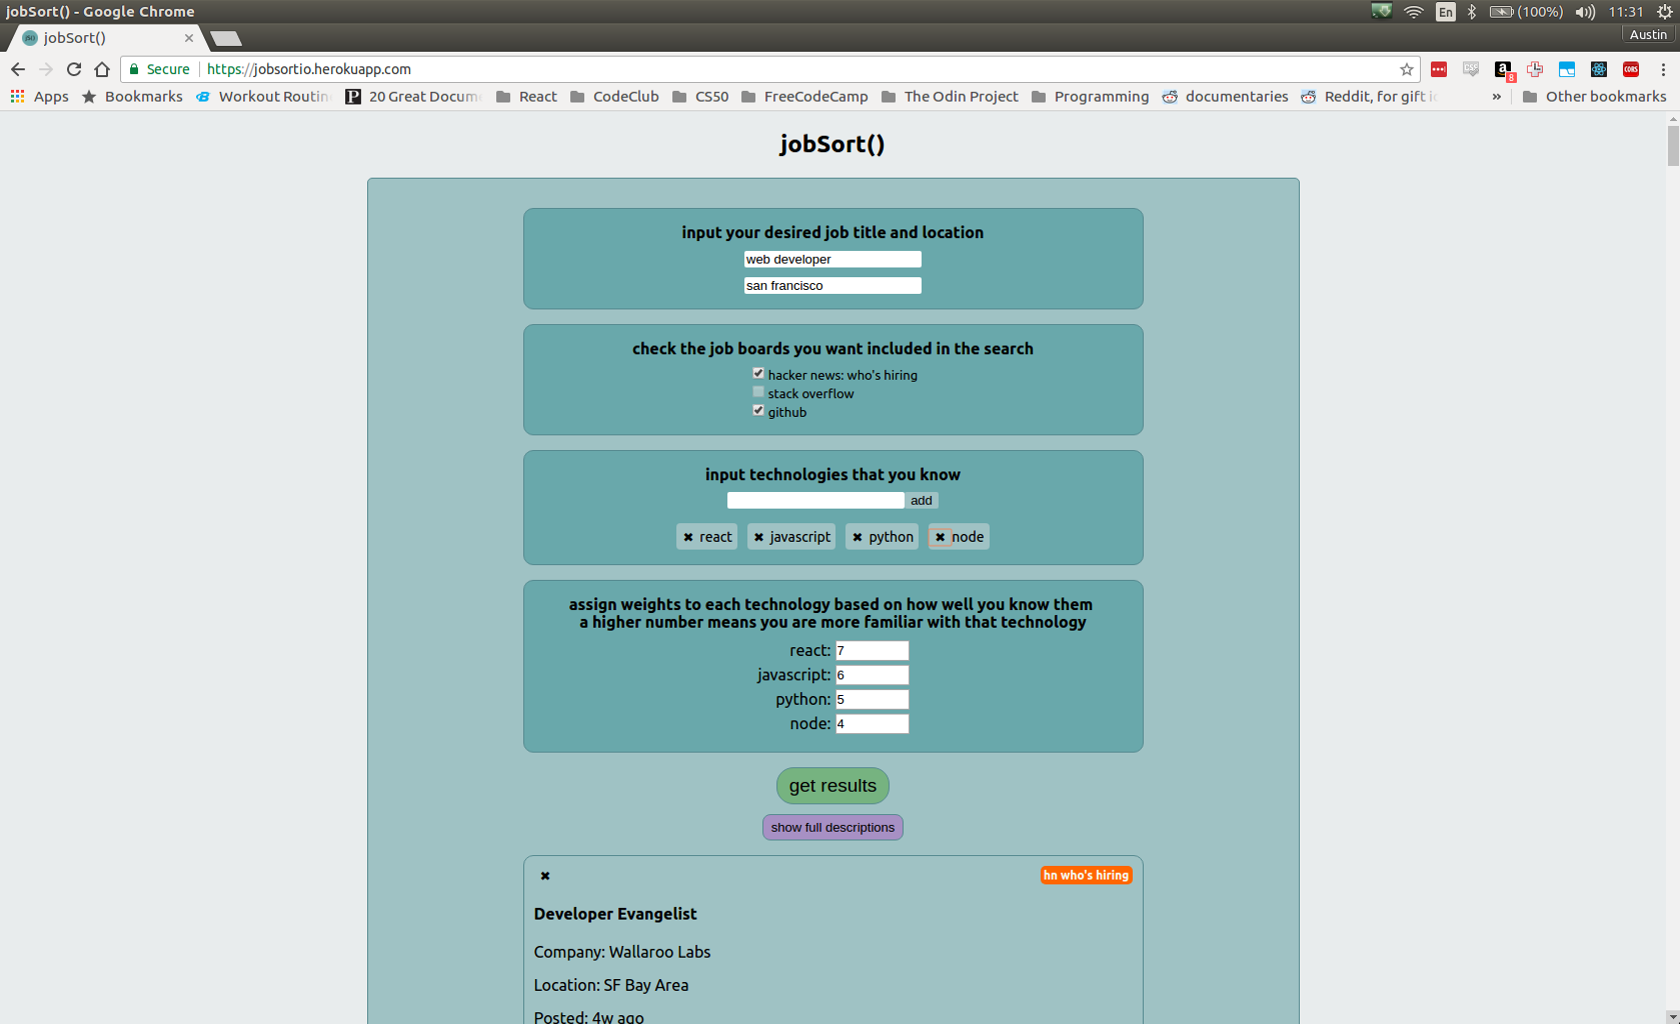 jobSort() - Google Chrome
En
(100%)
11:31
jobSort()
Austin
Secure
https://jobsortio.herokuapp.com
8
CORS
Apps
Bookmarks
Workout Routin
20 Great Docum
React
CodeClub
CS50
FreeCodeCamp
The Odin Project
Programming
documentaries
Reddit, for gift i
»
Other bookmarks
jobSort()
input your desired job title and location
web developer
san francisco
check the job boards you want included in the search
hacker news: who's hiring
stack overflow
github
input technologies that you know
add
✖ react
✖ javascript
✖ python
✖ node
assign weights to each technology based on how well you know them
a higher number means you are more familiar with that technology
react: 7
javascript: 6
python: 5
node: 4
get results
show full descriptions
✖
hn who's hiring
Developer Evangelist
Company: Wallaroo Labs
Location: SF Bay Area
Posted: 4w ago